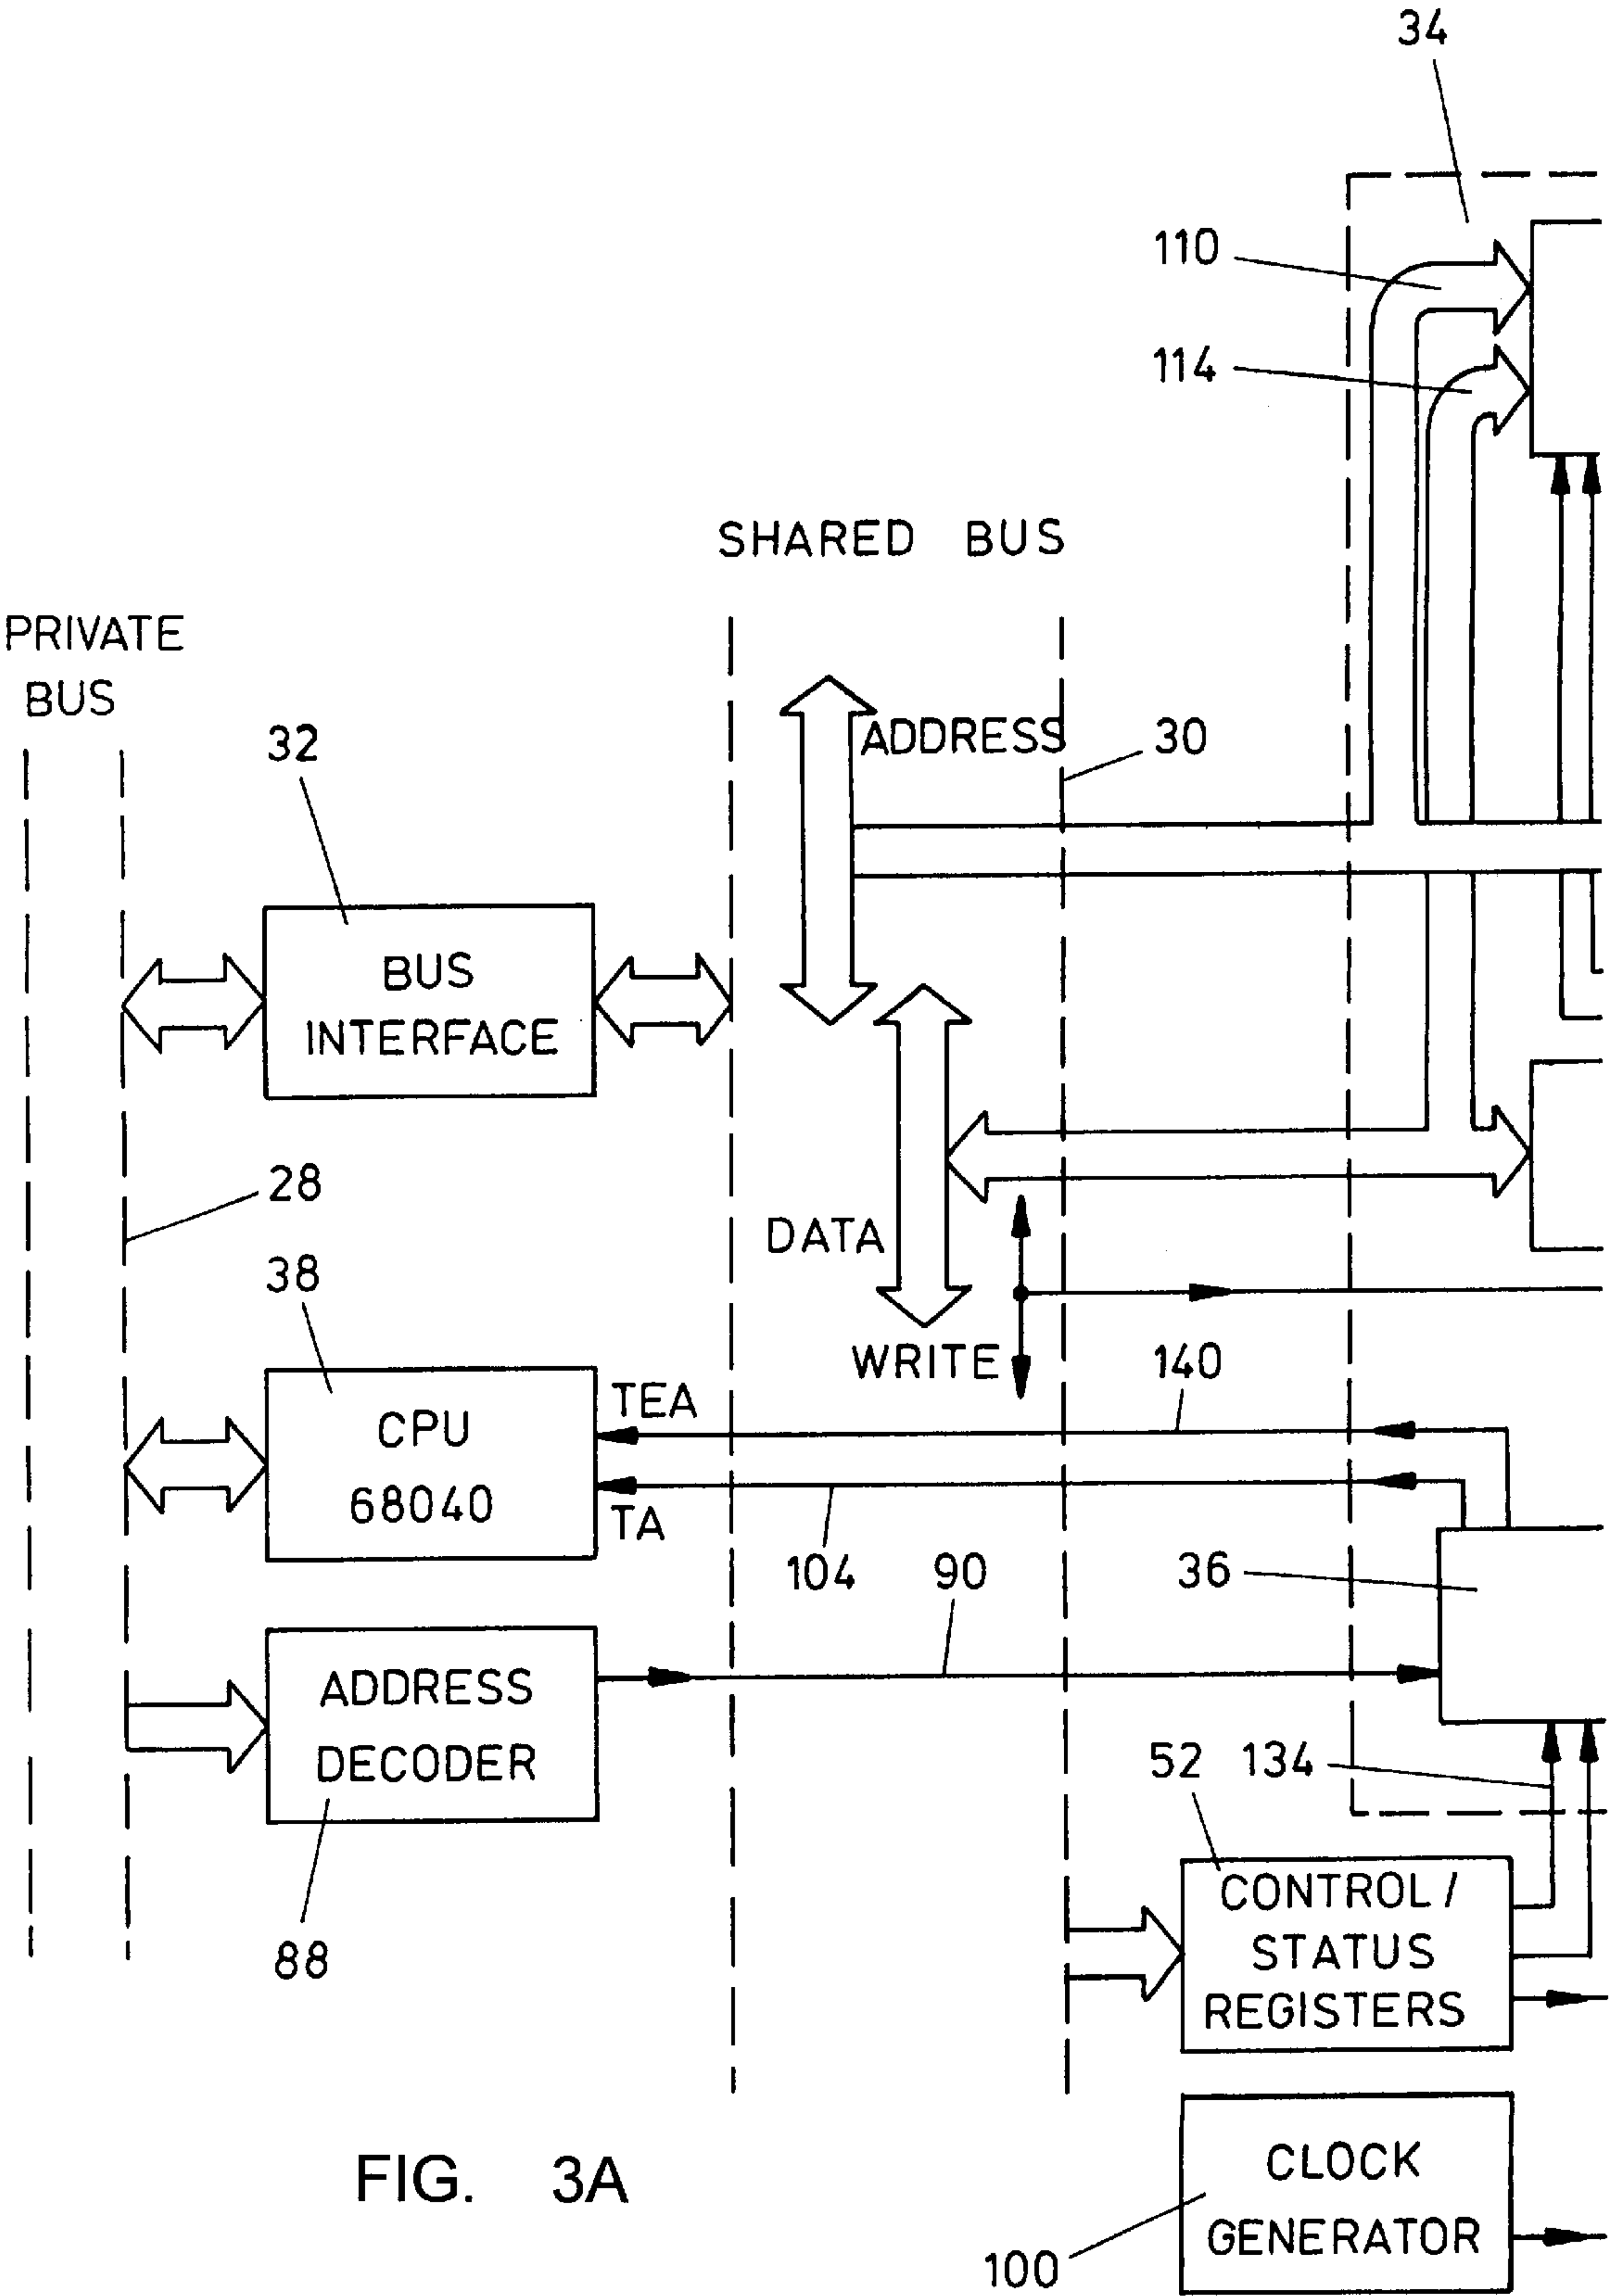 34
110
114
SHARED BUS
PRIVATE
BUS
32
ADDRESS
30
BUS
INTERFACE
28
DATA
38
WRITE
140
TEA
CPU
68040
TA
104
90
36
ADDRESS
DECODER
52
134
88
CONTROL/
STATUS
REGISTERS
CLOCK
GENERATOR
100
FIG. 3A